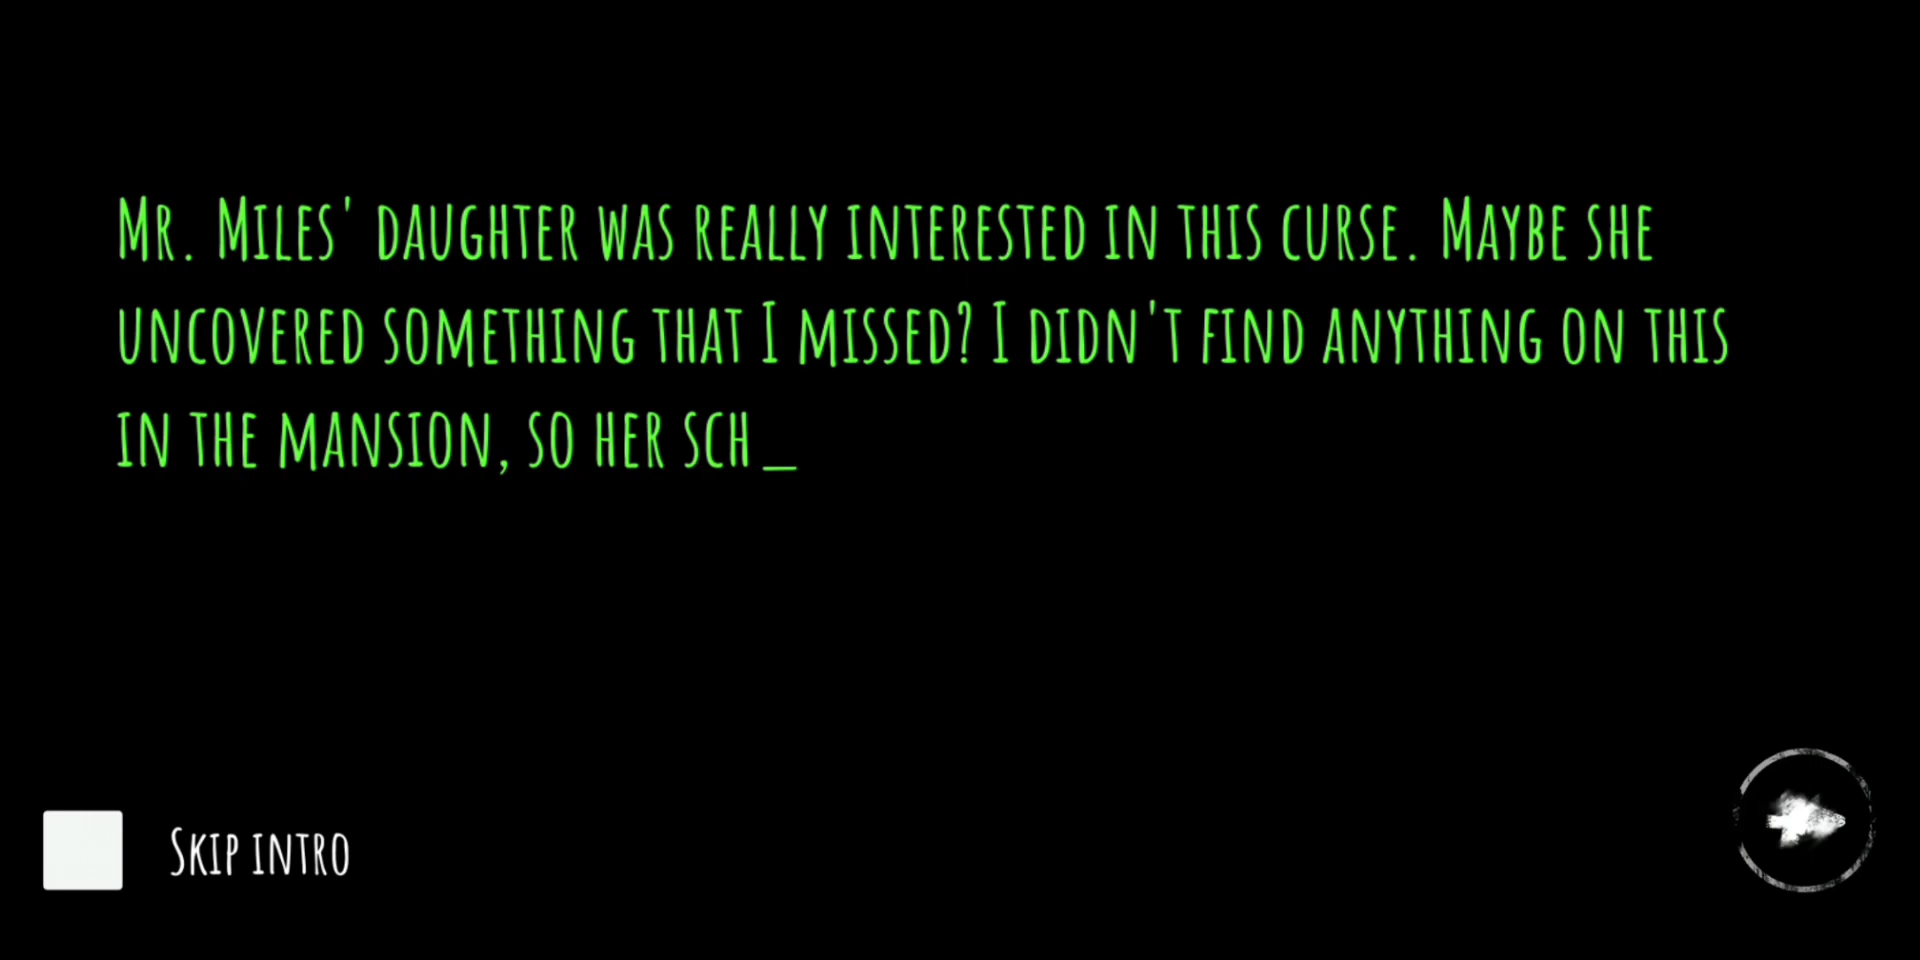 Mr. Miles' daughter was really interested in this curse. Maybe she
uncovered something that I missed? I didn't find anything on this
in the mansion, so her sch_
Skip intro